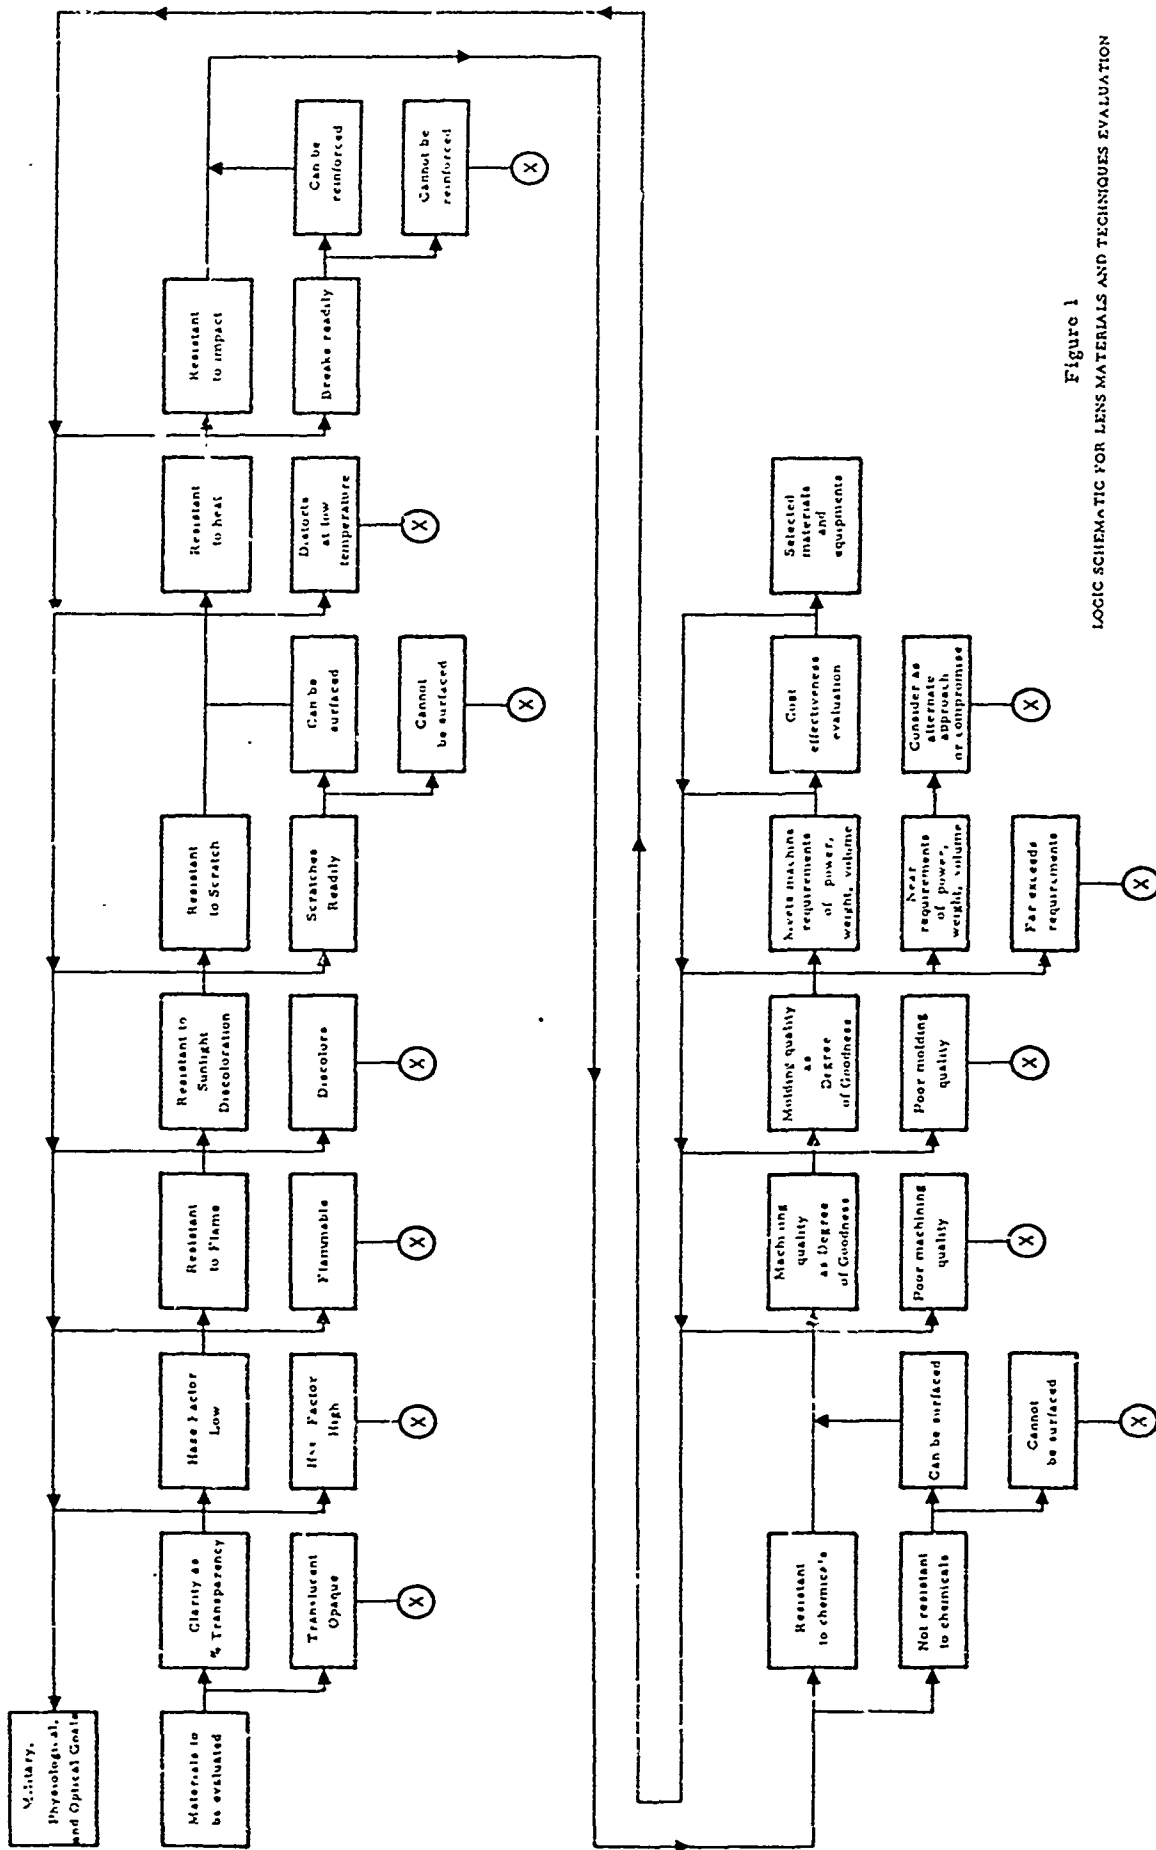 Military,
Physiological,
and Optical Goals
Materials to
be evaluated
Clarity as
% Transparency
Translucent
Opaque
X
Haze Factor
Low
Factor
High
X
Resistant
to Flame
Flammable
X
Resistant to
Sunlight
Discoloration
Discolors
X
Resistant
to Scratch
Scratches
Readily
Can be
surfaced
Cannot
be surfaced
X
Resistant
to heat
Distorts
at low
temperature
X
Resistant
to impact
Breaks readily
Can be
reinforced
Cannot be
reinforced
X
Resistant
to chemica's
Not resistant
to chemicals
Can be surfaced
Cannot
be surfaced
X
Machining
quality
as Degree
of Goodness
Poor machining
quality
X
Molding quality
as
Degree
of Goodness
Poor molding
quality
X
Meets machine
requirements
of power,
weight, volume
Near
requirements
of power,
weight, volume
Far exceeds
requirements
X
Cost
effectiveness
evaluation
Consider as
alternate
approach
or compromise
X
Selected
materials
and
equipments
Figure 1
LOGIC SCHEMATIC FOR LENS MATERIALS AND TECHNIQUES EVALUATION